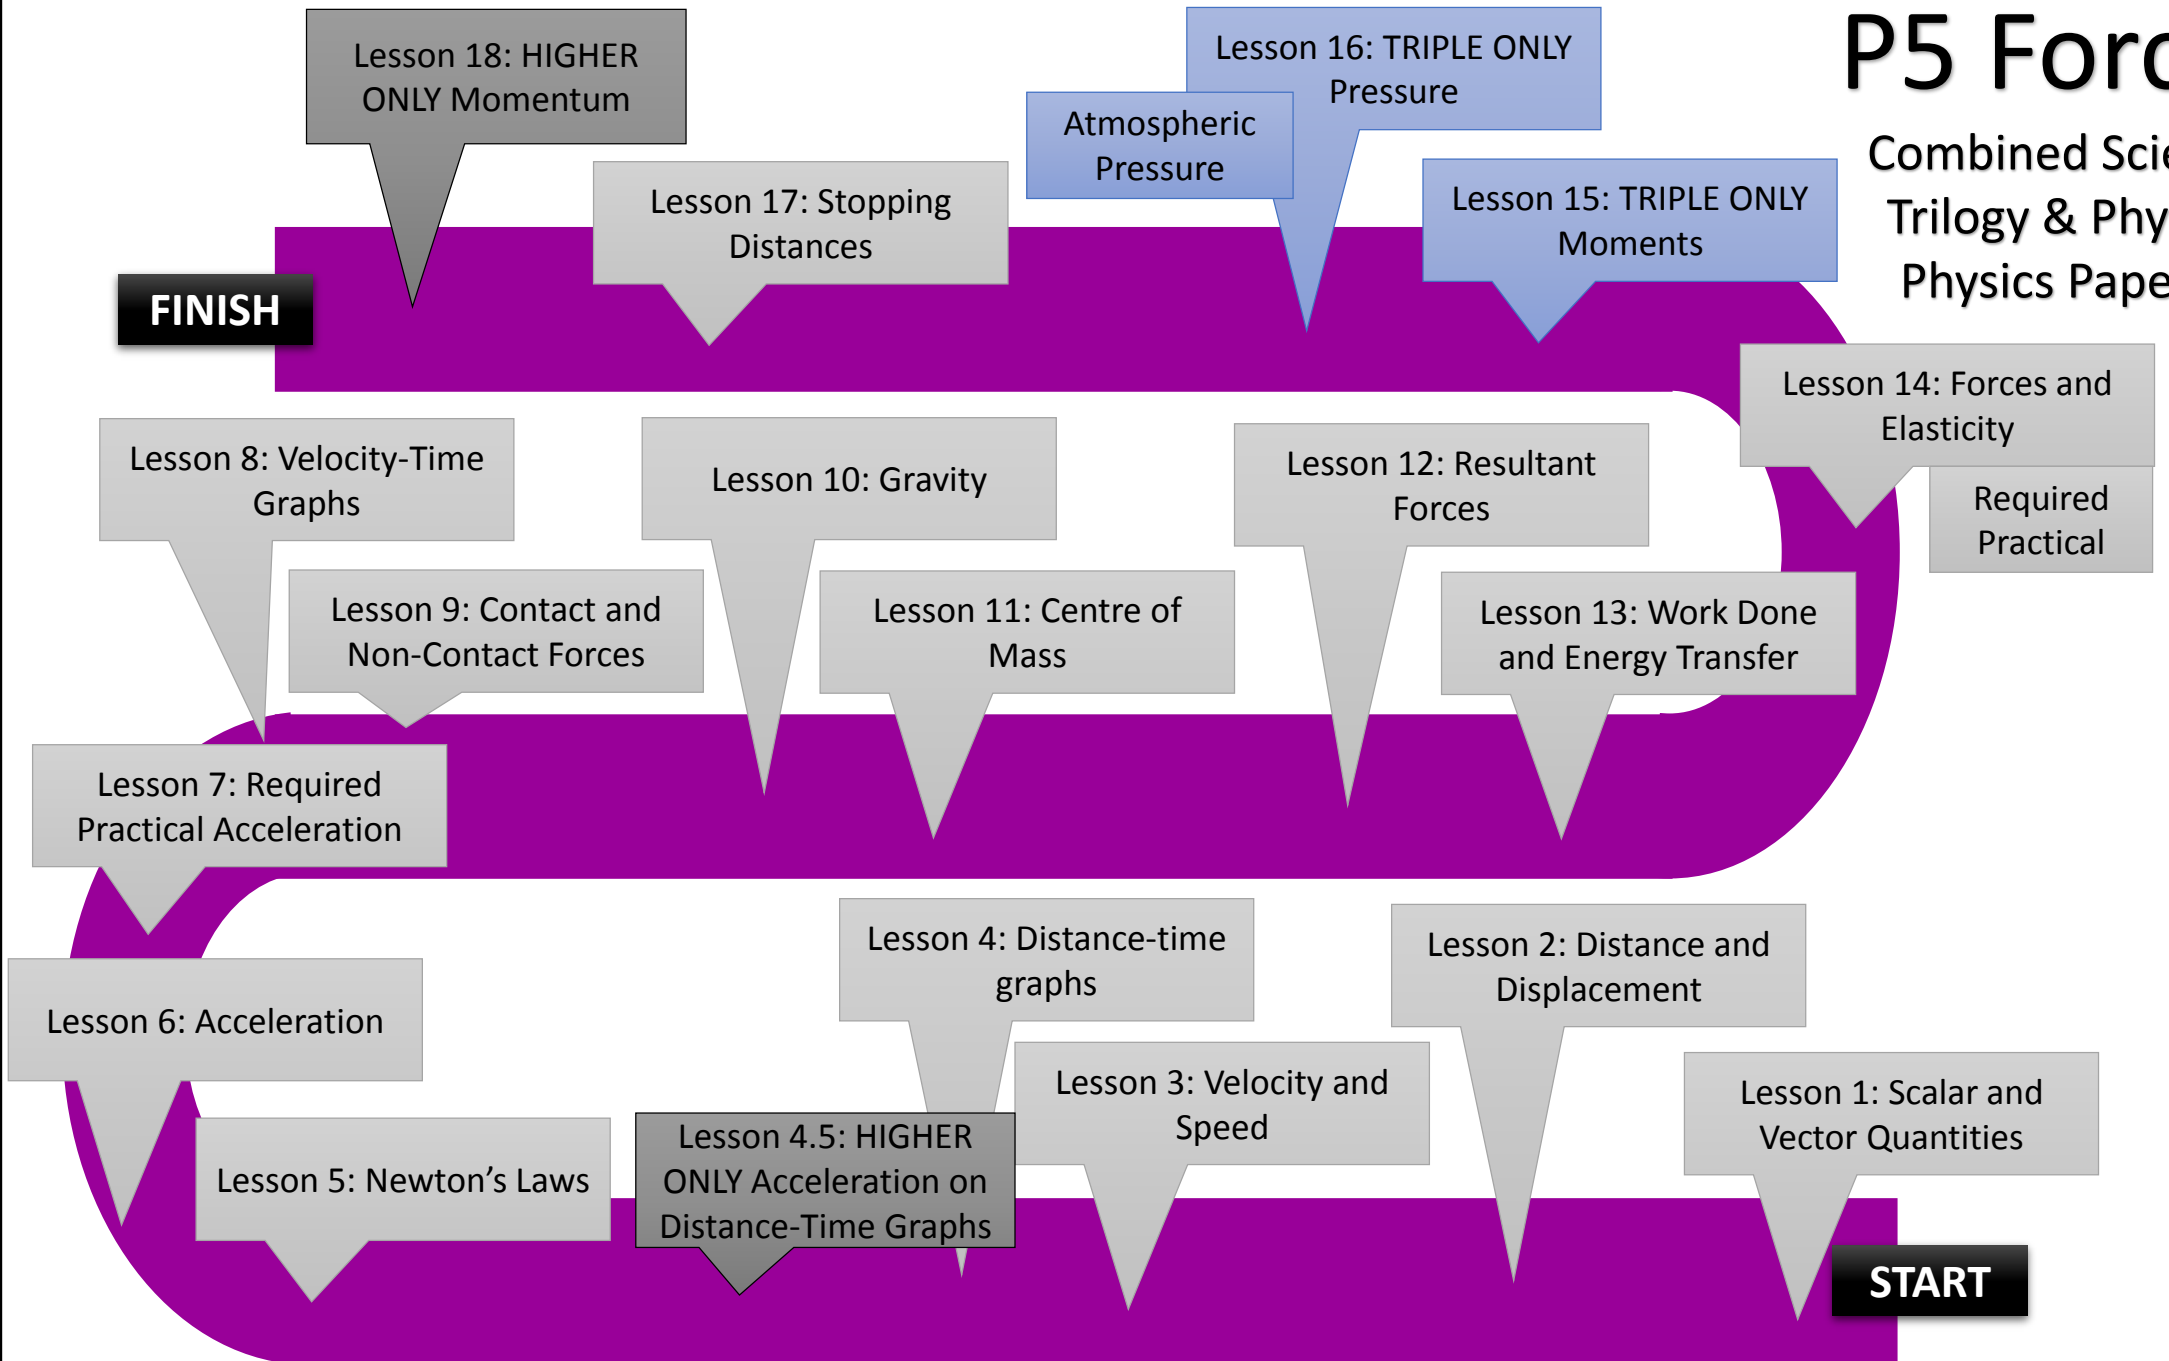 P5 Forc
Combined Scie
Trilogy & Phy
Physics Pape
Lesson 18: HIGHER
ONLY Momentum
Lesson 16: TRIPLE ONLY
Pressure
Atmospheric
Pressure
Lesson 17: Stopping
Distances
Lesson 15: TRIPLE ONLY
Moments
FINISH
Lesson 14: Forces and
Elasticity
Required
Practical
Lesson 8: Velocity-Time
Graphs
Lesson 10: Gravity
Lesson 12: Resultant
Forces
Lesson 9: Contact and
Non-Contact Forces
Lesson 11: Centre of
Mass
Lesson 13: Work Done
and Energy Transfer
Lesson 7: Required
Practical Acceleration
Lesson 4: Distance-time
graphs
Lesson 2: Distance and
Displacement
Lesson 6: Acceleration
Lesson 3: Velocity and
Speed
Lesson 1: Scalar and
Vector Quantities
Lesson 5: Newton’s Laws
Lesson 4.5: HIGHER
ONLY Acceleration on
Distance-Time Graphs
START